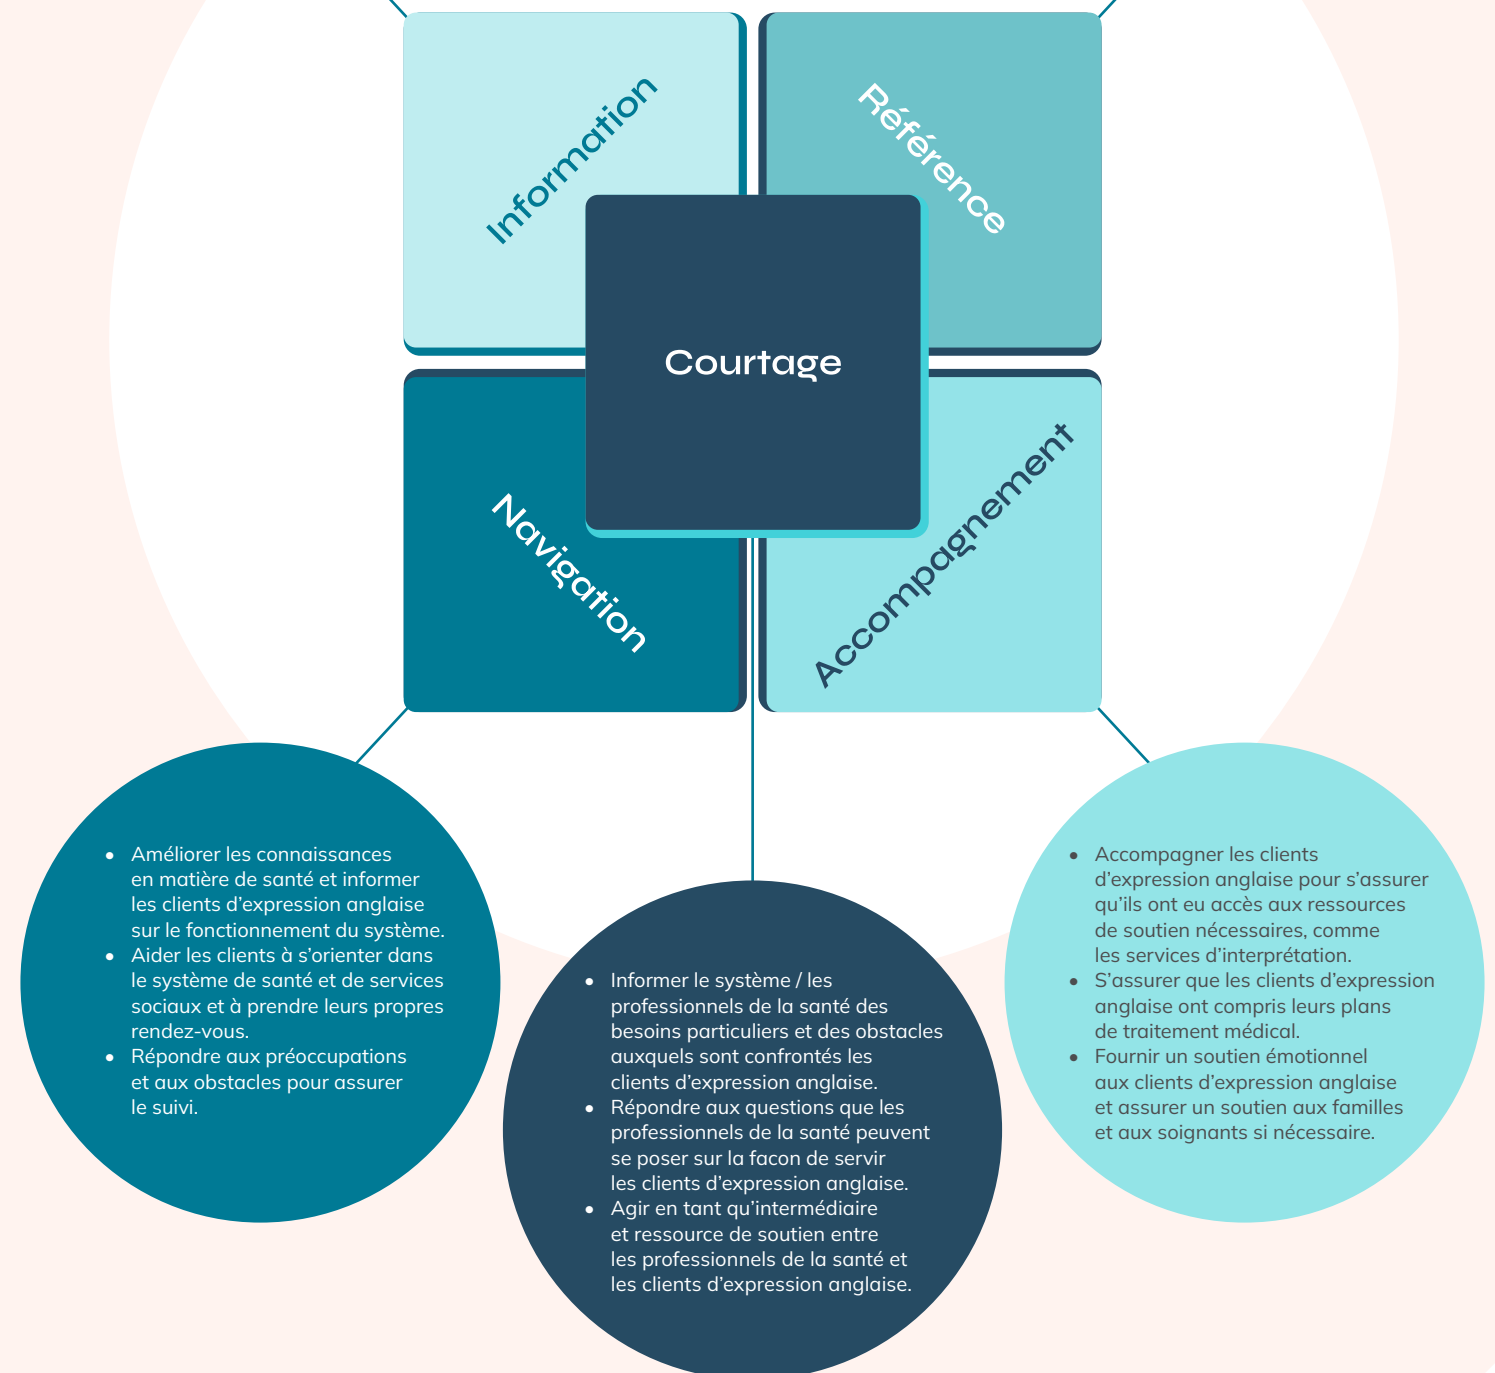 Information
Référence
Courtage
Navigation
Accompagnement
• Améliorer les connaissances
en matière de santé et informer
les clients d’expression anglaise
sur le fonctionnement du système.
• Aider les clients à s’orienter dans
le système de santé et de services
sociaux et à prendre leurs propres
rendez-vous.
• Répondre aux préoccupations
et aux obstacles pour assurer
le suivi.
• Informer le système / les
professionnels de la santé des
besoins particuliers et des obstacles
auxquels sont confrontés les
clients d’expression anglaise.
• Répondre aux questions que les
professionnels de la santé peuvent
se poser sur la facon de servir
les clients d’expression anglaise.
• Agir en tant qu’intermédiaire
et ressource de soutien entre
les professionnels de la santé et
les clients d’expression anglaise.
• Accompagner les clients
d’expression anglaise pour s’assurer
qu’ils ont eu accès aux ressources
de soutien nécessaires, comme
les services d’interprétation.
• S’assurer que les clients d’expression
anglaise ont compris leurs plans
de traitement médical.
• Fournir un soutien émotionnel
aux clients d’expression anglaise
et assurer un soutien aux familles
et aux soignants si nécessaire.